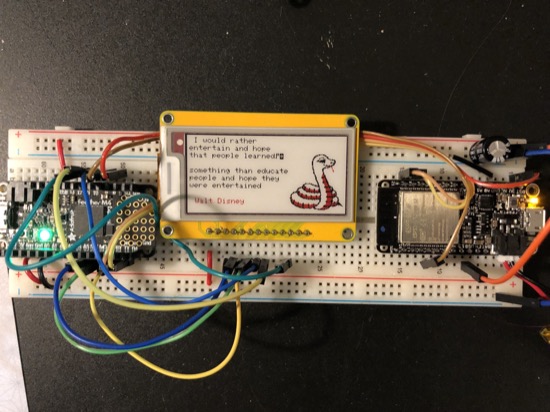 I would rather
entertain and hope
that people learned
something than educate
people and hope they
were entertained
Walt Disney